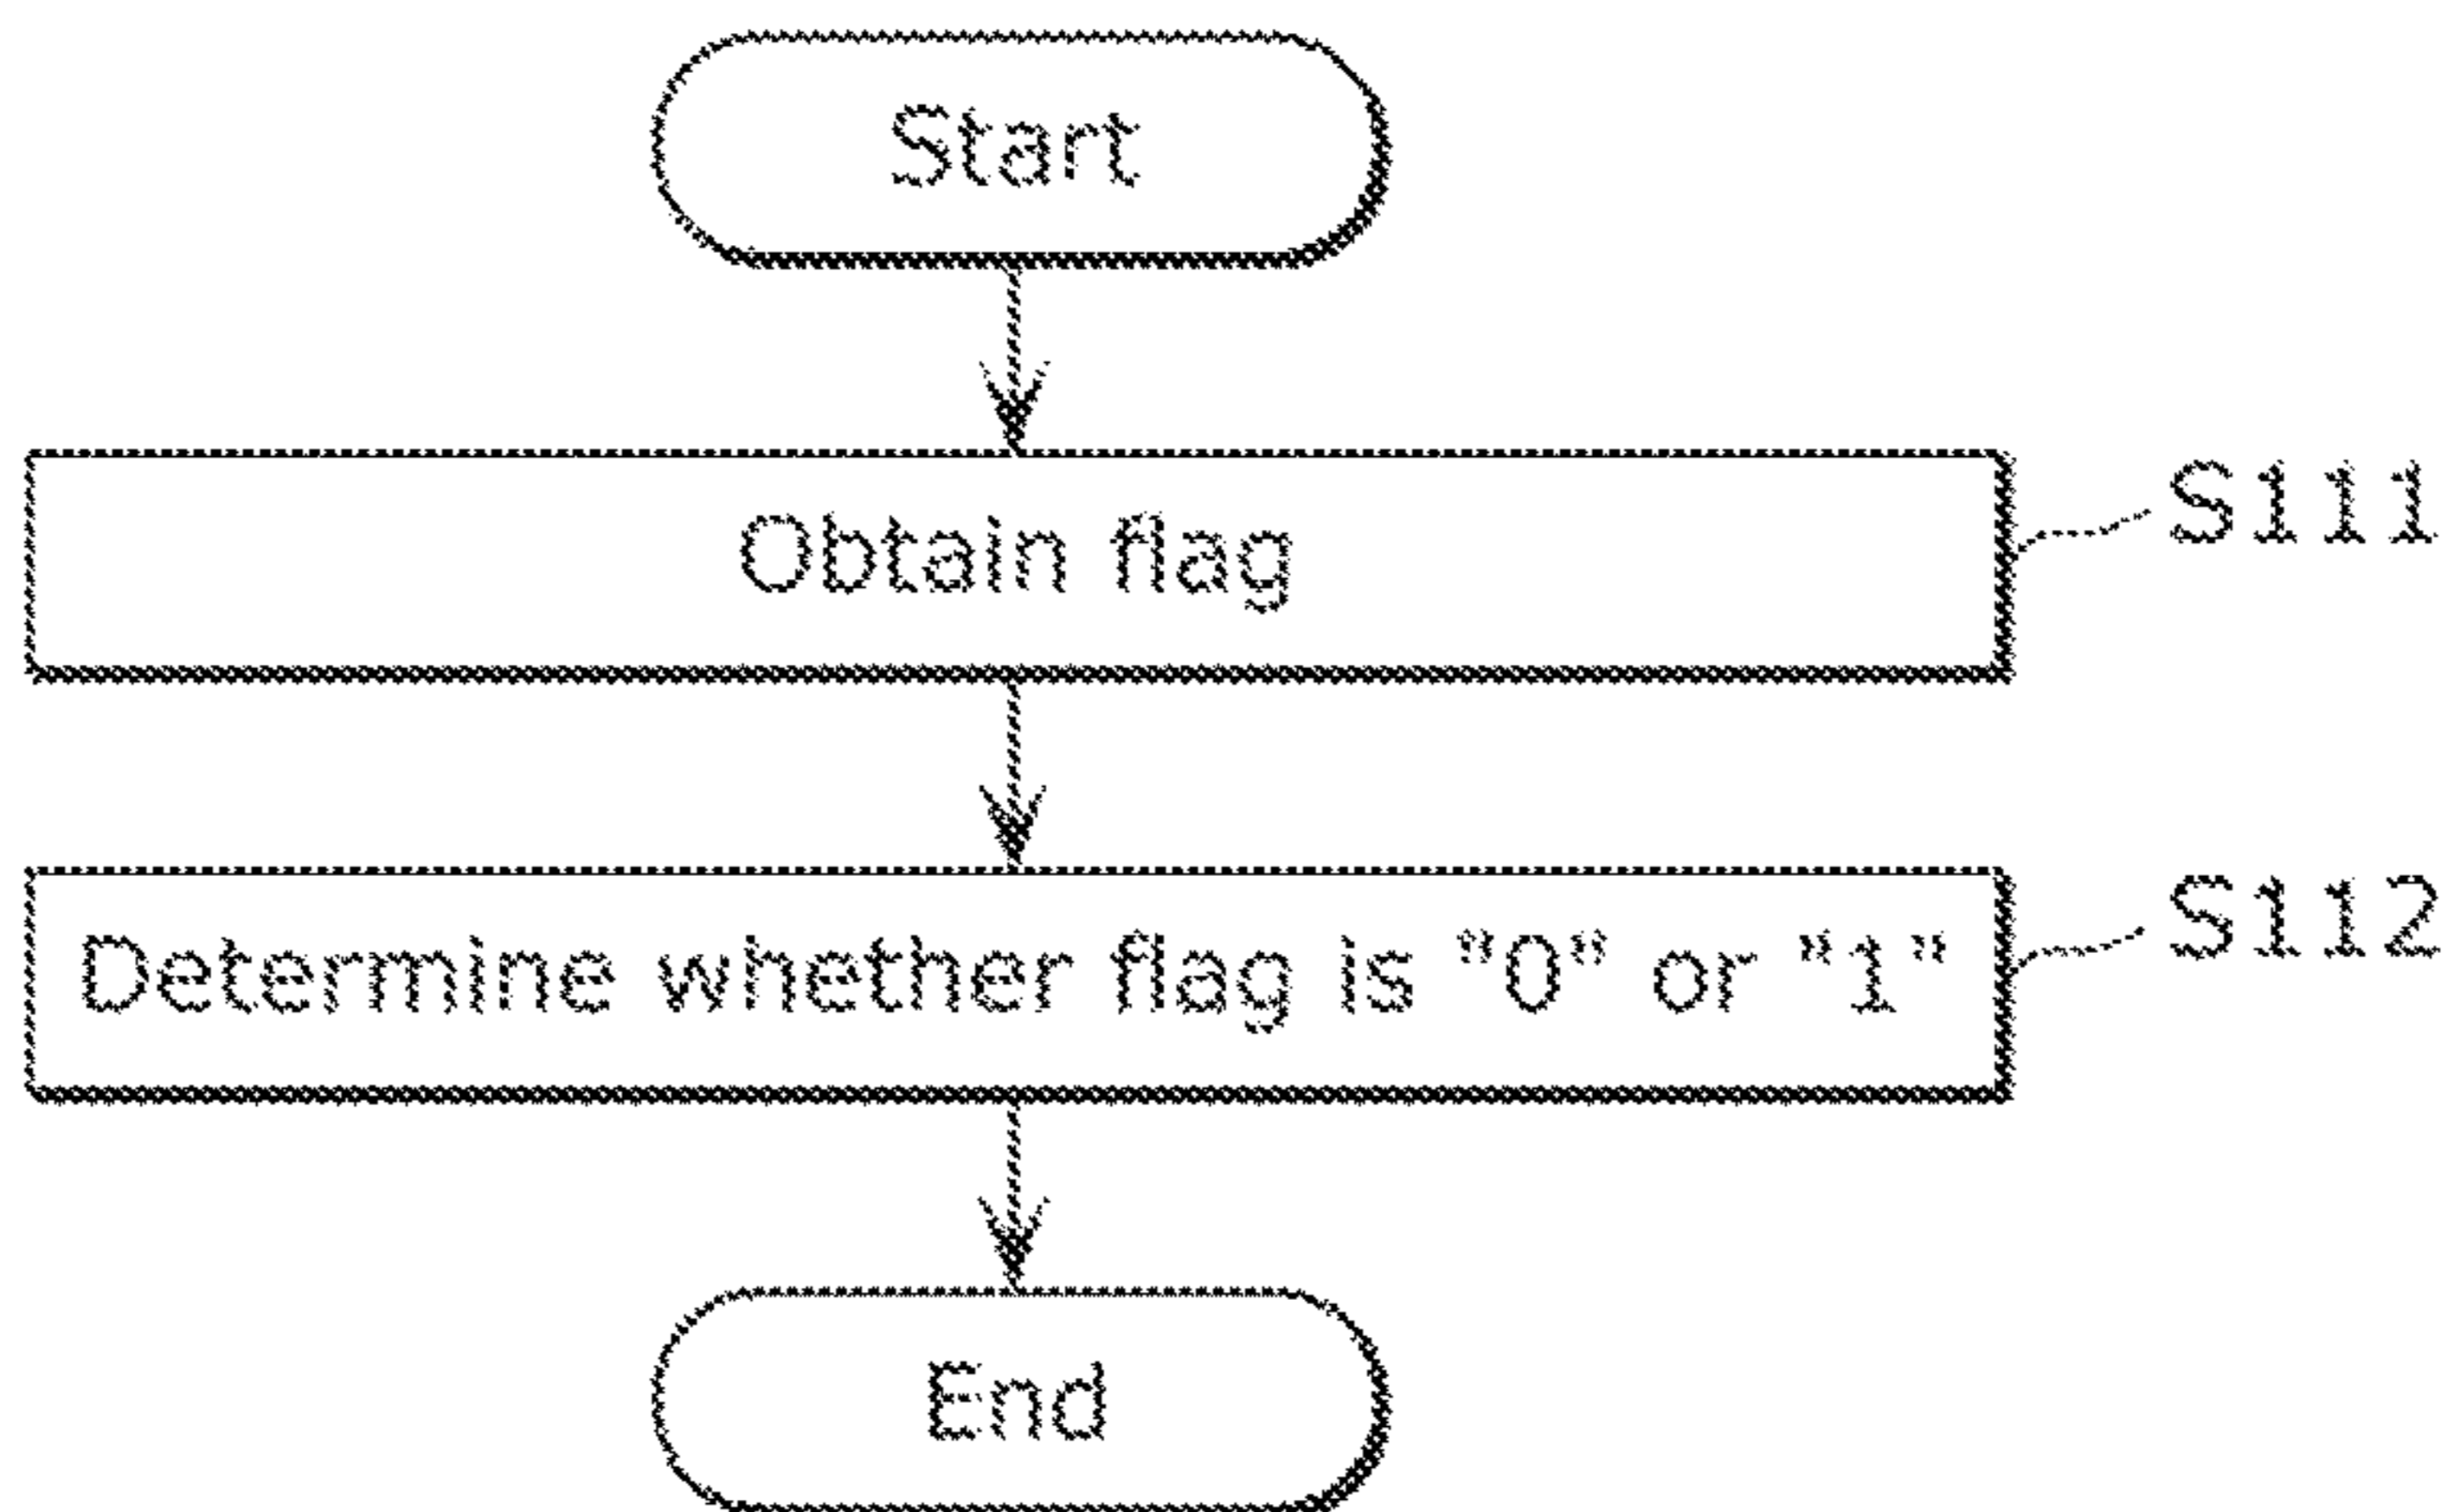 Start
Obtain flag
S111
Determine whether flag is "0" or "1"
S112
End